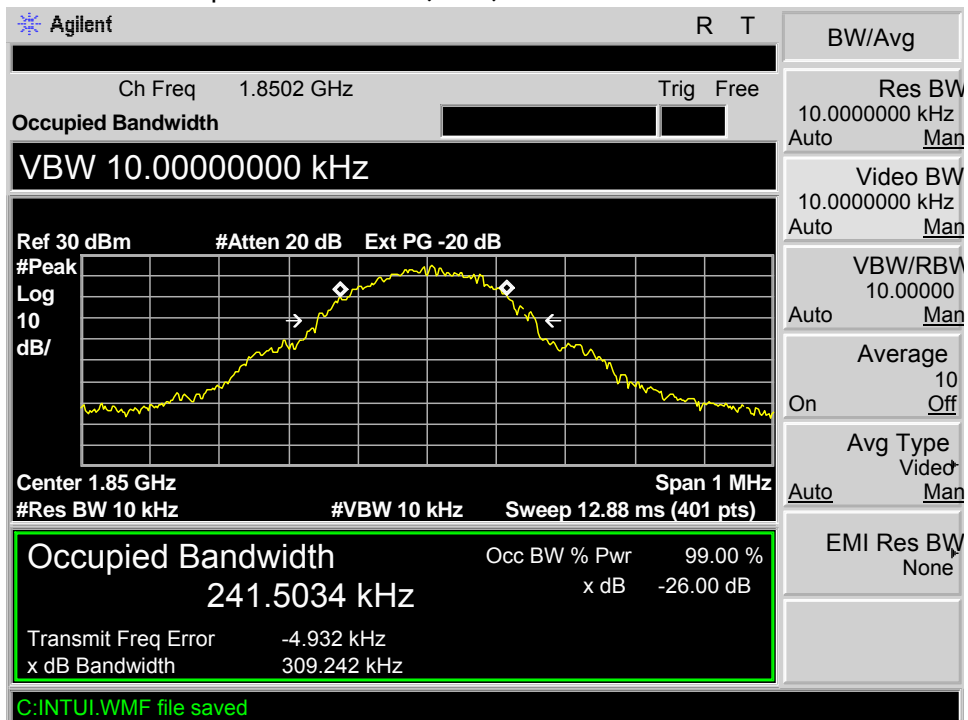 Agilent
R T
Ch Freq 1.8502 GHz Trig Free
Occupied Bandwidth
VBW 10.00000000 kHz
Ref 30 dBm #Atten 20 dB Ext PG -20 dB
#Peak
Log
10
dB/
Center 1.85 GHz Span 1 MHz
#Res BW 10 kHz #VBW 10 kHz Sweep 12.88 ms (401 pts)
Occupied Bandwidth
241.5034 kHz
Occ BW % Pwr 99.00 %
x dB -26.00 dB
Transmit Freq Error -4.932 kHz
x dB Bandwidth 309.242 kHz
C:INTUI.WMF file saved
BW/Avg
Res BW
10.0000000 kHz
Auto Man
Video BW
10.0000000 kHz
Auto Man
VBW/RBW
10.00000
Auto Man
Average
10
On Off
Avg Type
Video
Auto Man
EMI Res BW
None